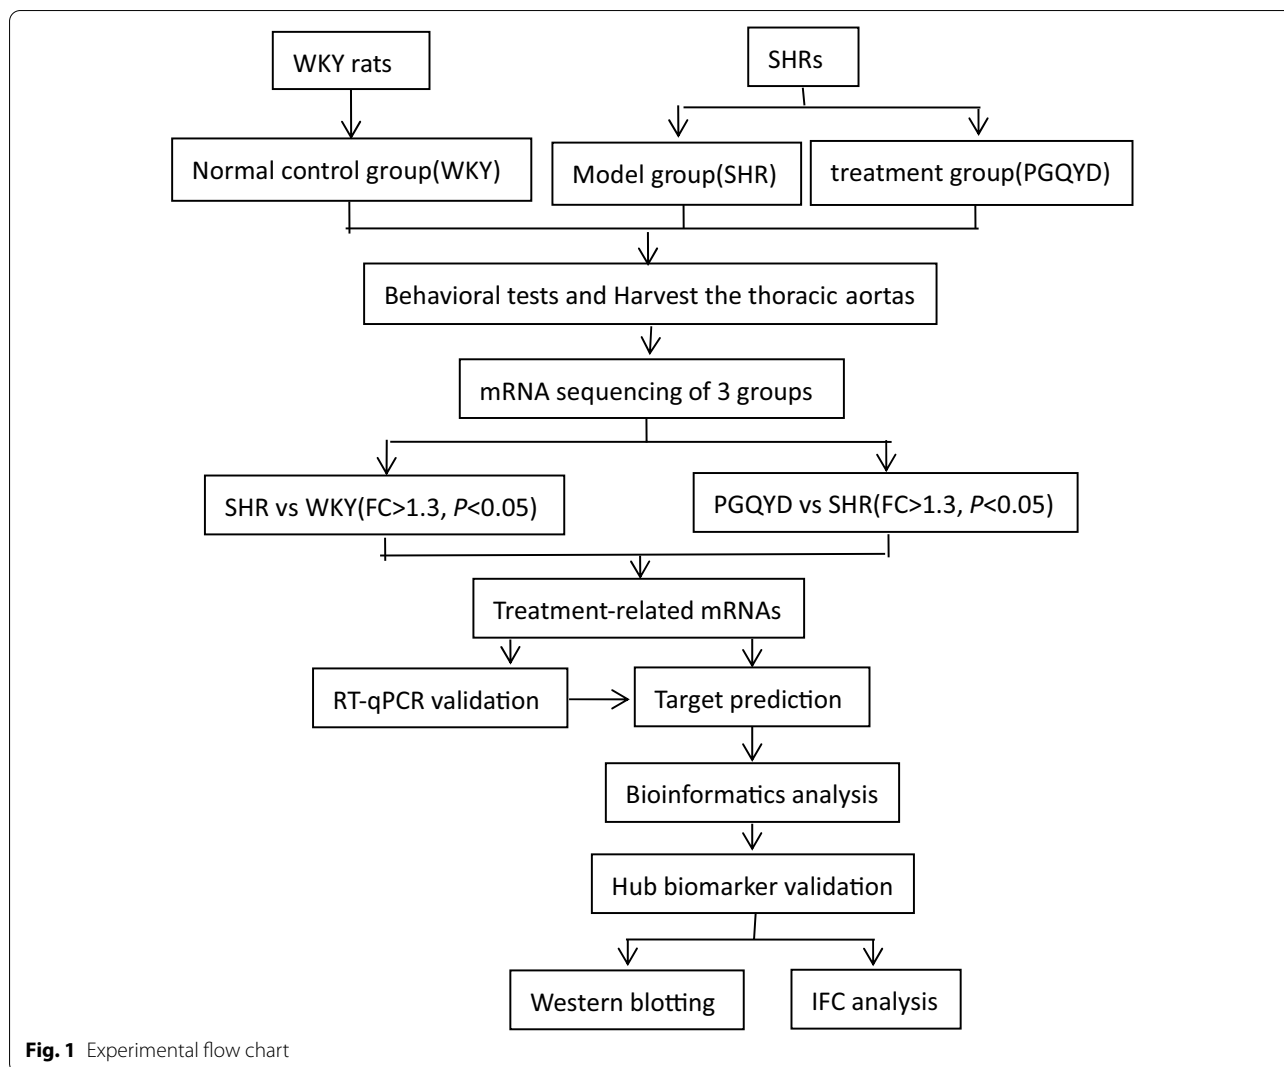 WKY rats
SHRs
Normal control group(WKY)
Model group(SHR)
treatment group(PGQYD)
Behavioral tests and Harvest the thoracic aortas
mRNA sequencing of 3 groups
SHR vs WKY(FC>1.3, P<0.05)
PGQYD vs SHR(FC>1.3, P<0.05)
Treatment-related mRNAs
RT-qPCR validation
Target prediction
Bioinformatics analysis
Hub biomarker validation
Western blotting
IFC analysis
Fig. 1 Experimental flow chart